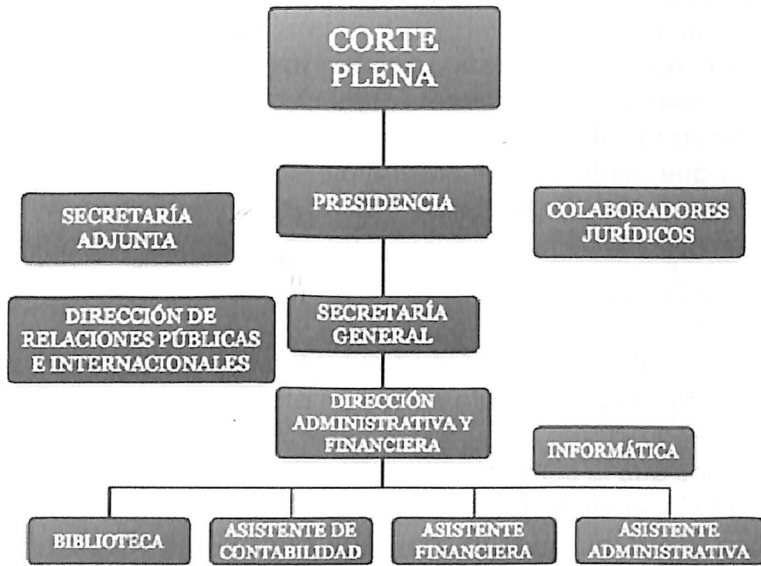 CORTE
PLENA
PRESIDENCIA
SECRETARÍA
ADJUNTA
COLABORADORES
JURÍDICOS
DIRECCIÓN DE
RELACIONES PÚBLICAS
E INTERNACIONALES
SECRETARÍA
GENERAL
DIRECCIÓN
ADMINISTRATIVA Y
FINANCIERA
INFORMÁTICA
BIBLIOTECA
ASISTENTE DE
CONTABILIDAD
ASISTENTE
FINANCIERA
ASISTENTE
ADMINISTRATIVA